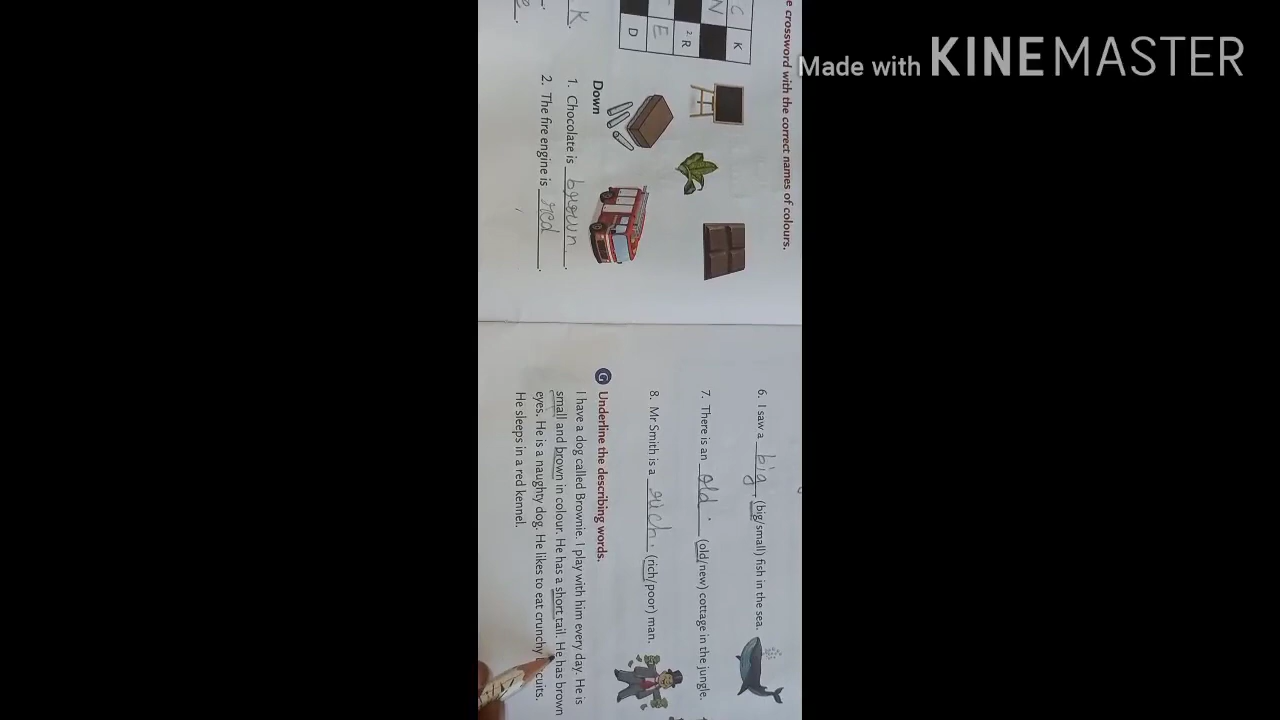 Made with KINEMASTER
e crossword with the correct names of colours.
C K
N
2 R
E
D
K.
Down
1. Chocolate is brown.
2. The fire engine is red.
6. I saw a big. (big/small) fish in the sea.
7. There is an old. (old/new) cottage in the jungle.
8. Mr Smith is a rich. (rich/poor) man.
G Underline the describing words.
I have a dog called Brownie. I play with him every day. He is
small and brown in colour. He has a short tail. He has brown
eyes. He is a naughty dog. He likes to eat crunchy
He sleeps in a red kennel.